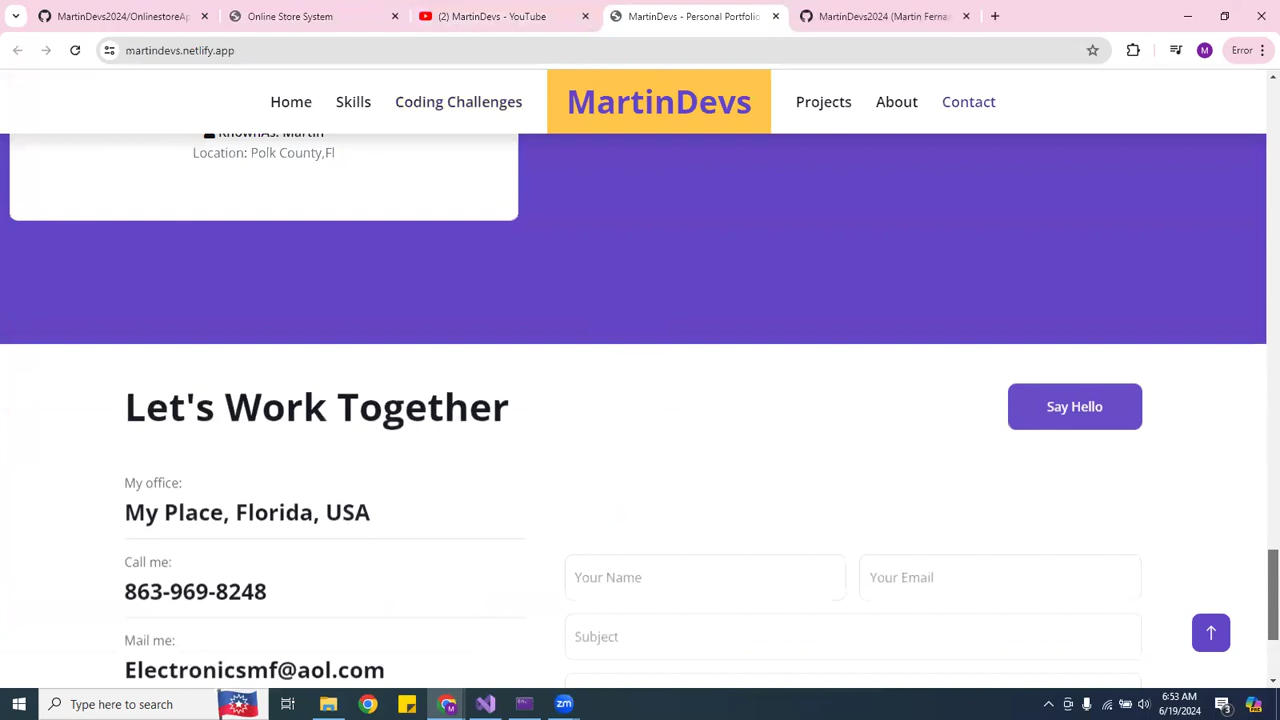 OnlinestoreAp
Online Store System
(2) MartinDevs - YouTube
MartinDevs - Personal Portfolio
MartinDevs2024 (Martin Ferna
martindevs.netlify.app
M
Error
Home
Skills
Coding Challenges
MartinDevs
Projects
About
Contact
KnownAs: Martin
Location: Polk County,Fl
Let's Work Together
Say Hello
My office:
My Place, Florida, USA
Call me:
863-969-8248
Your Name
Your Email
Mail me:
Subject
Electronicsmf@aol.com
Type here to search
zm
6:53 AM
6/19/2024
3